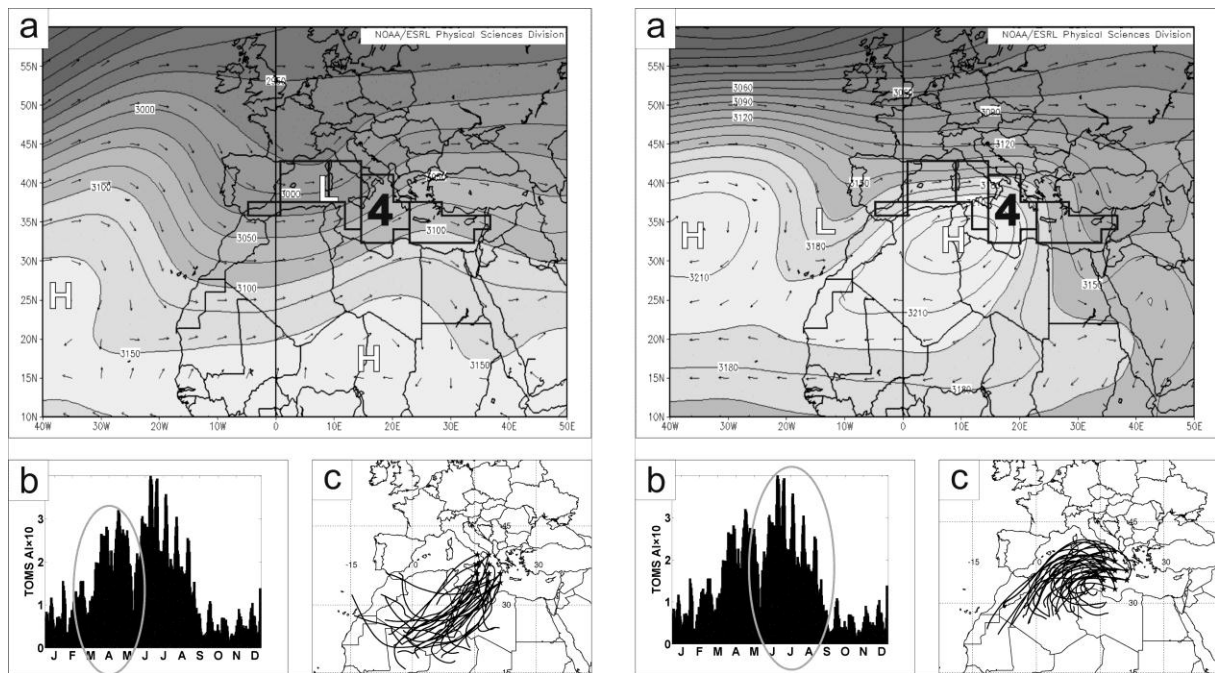 a
NOAA/ESRL Physical Sciences Division
55N
50N
45N
40N
35N
30N
25N
20N
15N
10N
3000
3100
3000
3050
3100
3100
3150
3150
L
H
H
4
40W 30W 20W 10W 0 10E 20E 30E 40E 50E
b
TOMS AI×10
3
2
1
0
J F M A M J J A S O N D
c
-15
0
45
30
30
15
a
NOAA/ESRL Physical Sciences Division
55N
50N
45N
40N
35N
30N
25N
20N
15N
10N
3060
3090
3120
3090
3120
3180
3210
3210
3180
3180
L
H
H
4
40W 30W 20W 10W 0 10E 20E 30E 40E 50E
b
TOMS AI×10
3
2
1
0
J F M A M J J A S O N D
c
-15
0
45
30
30
15